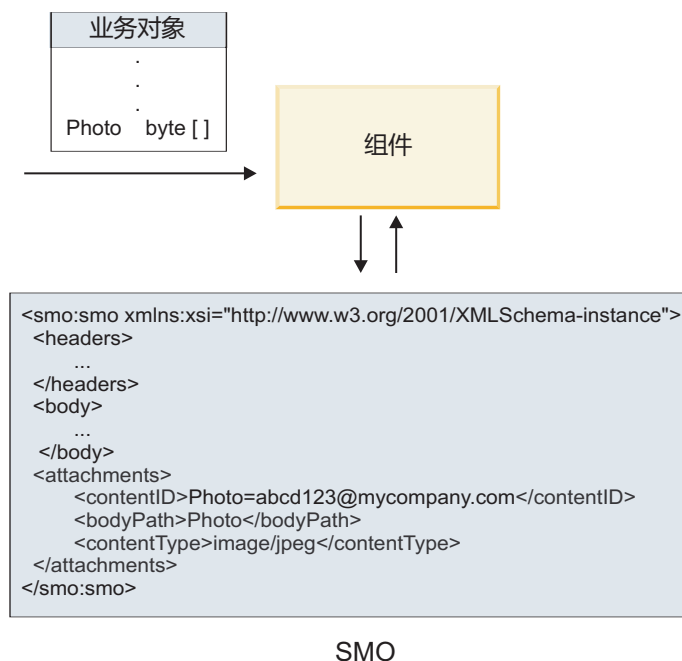 业务对象
.
.
.
Photo byte [ ]
组件
<smo:smo xmlns:xsi="http://www.w3.org/2001/XMLSchema-instance">
<headers>
...
</headers>
<body>
...
</body>
<attachments>
<contentID>Photo=abcd123@mycompany.com</contentID>
<bodyPath>Photo</bodyPath>
<contentType>image/jpeg</contentType>
</attachments>
</smo:smo>
SMO